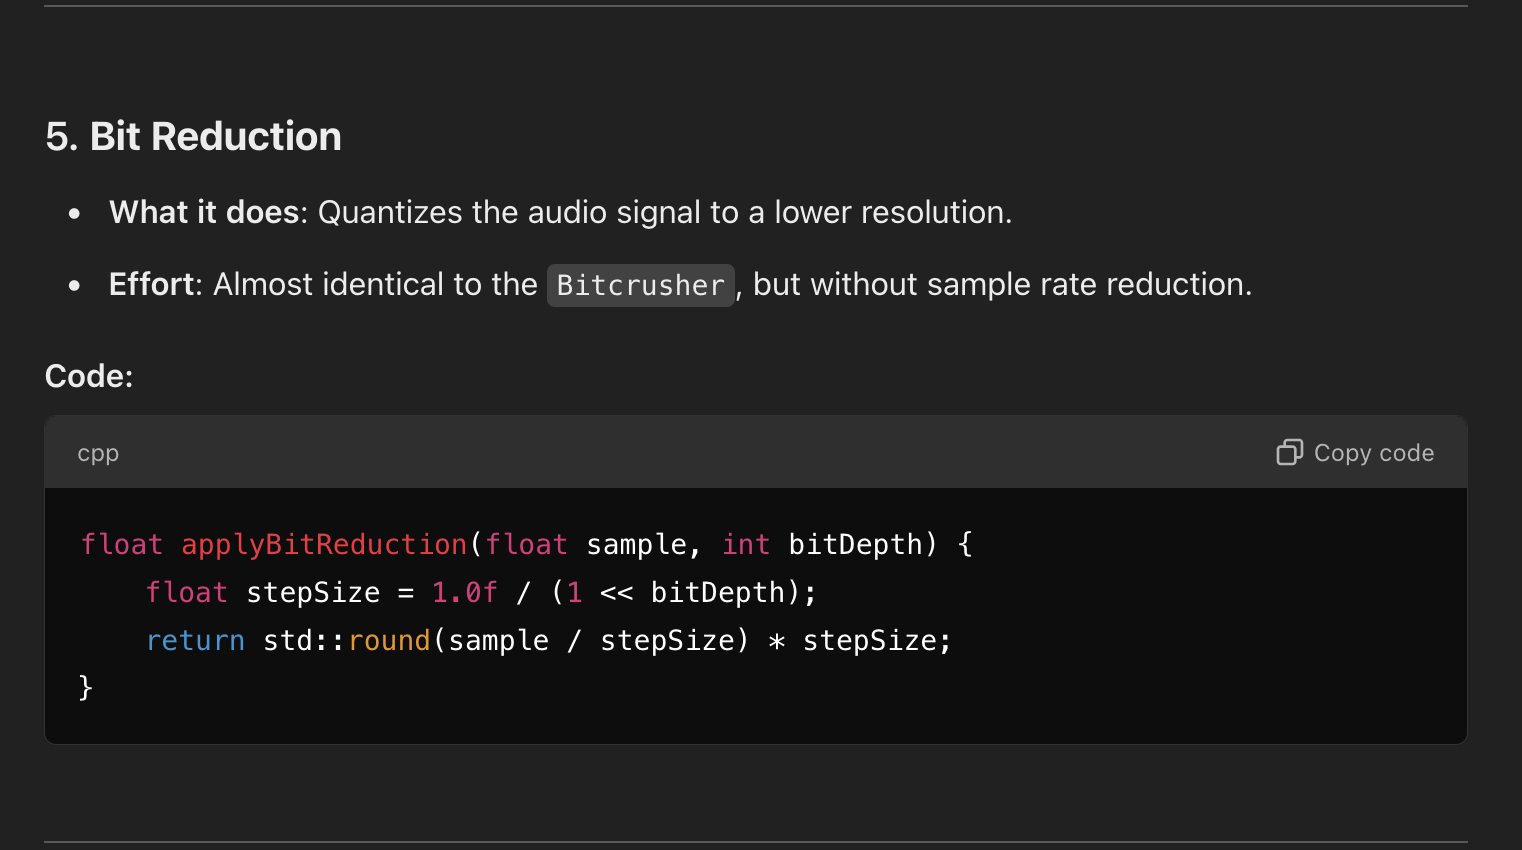 5. Bit Reduction
• What it does: Quantizes the audio signal to a lower resolution.
• Effort: Almost identical to the Bitcrusher, but without sample rate reduction.
Code:
cpp
Copy code
float applyBitReduction(float sample, int bitDepth) {
    float stepSize = 1.0f / (1 << bitDepth);
    return std::round(sample / stepSize) * stepSize;
}